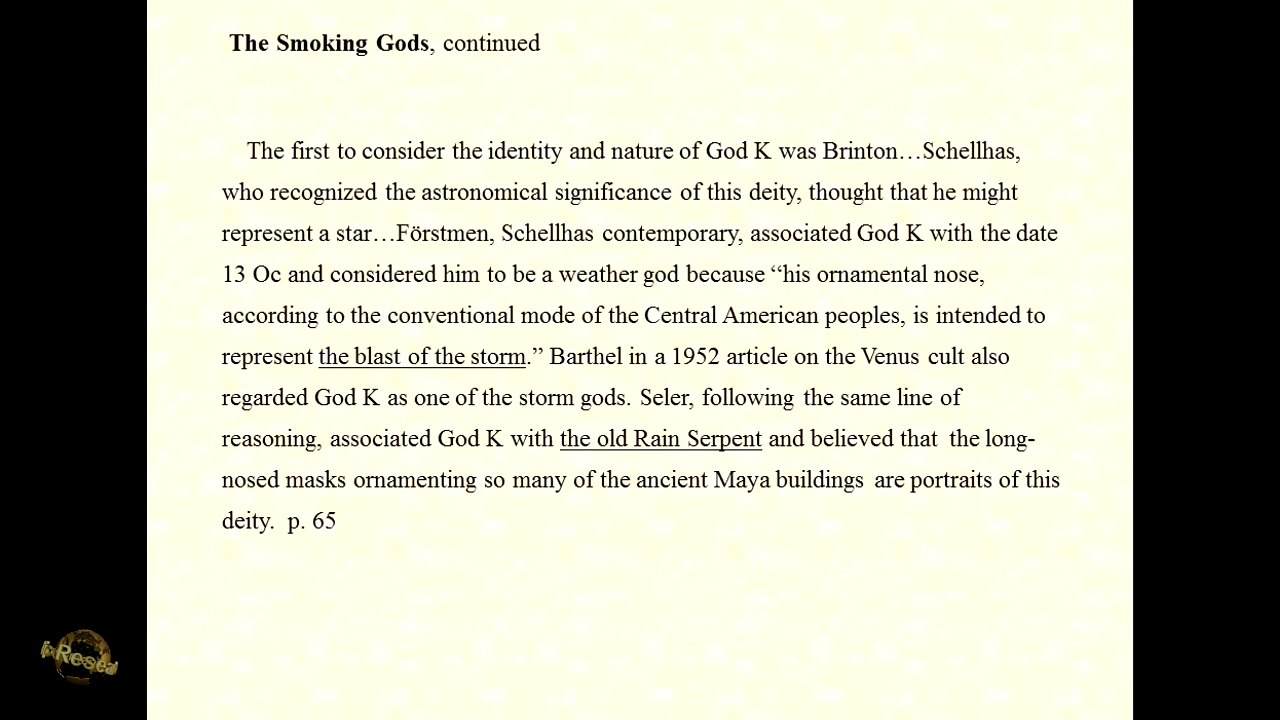 The Smoking Gods, continued
The first to consider the identity and nature of God K was Brinton…Schellhas,
who recognized the astronomical significance of this deity, thought that he might
represent a star…Förstmen, Schellhas contemporary, associated God K with the date
13 Oc and considered him to be a weather god because “his ornamental nose,
according to the conventional mode of the Central American peoples, is intended to
represent the blast of the storm.” Barthel in a 1952 article on the Venus cult also
regarded God K as one of the storm gods. Seler, following the same line of
reasoning, associated God K with the old Rain Serpent and believed that the long-
nosed masks ornamenting so many of the ancient Maya buildings are portraits of this
deity. p. 65